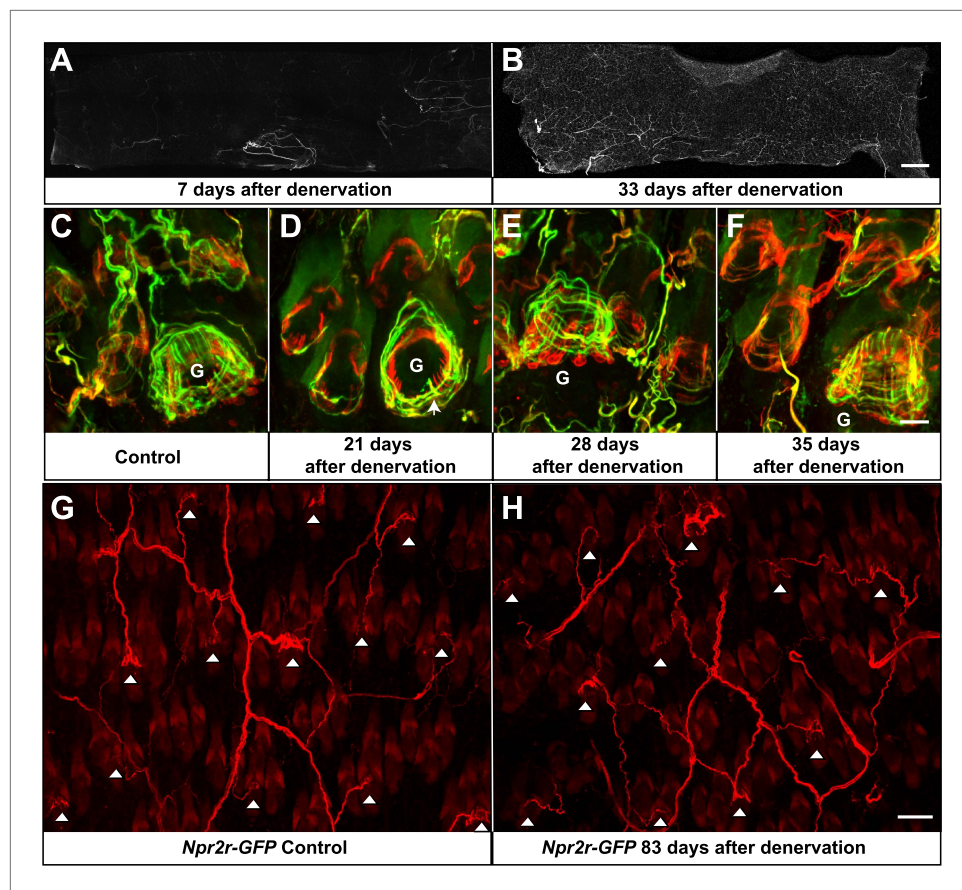 A
B
7 days after denervation
33 days after denervation
C
D
E
F
G
G
G
G
Control
21 days
after denervation
28 days
after denervation
35 days
after denervation
G
H
Npr2r-GFP Control
Npr2r-GFP 83 days after denervation